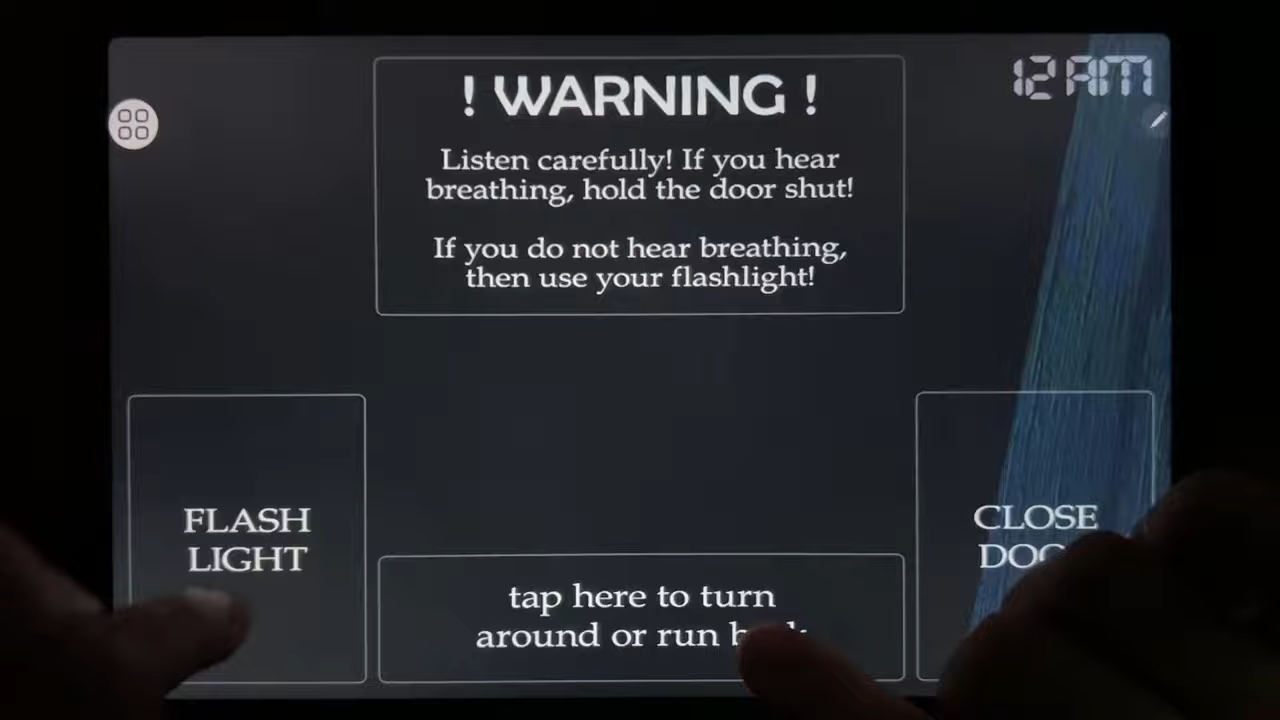 12 AM
! WARNING !
Listen carefully! If you hear
breathing, hold the door shut!
If you do not hear breathing,
then use your flashlight!
FLASH
LIGHT
CLOSE
tap here to turn
around or run